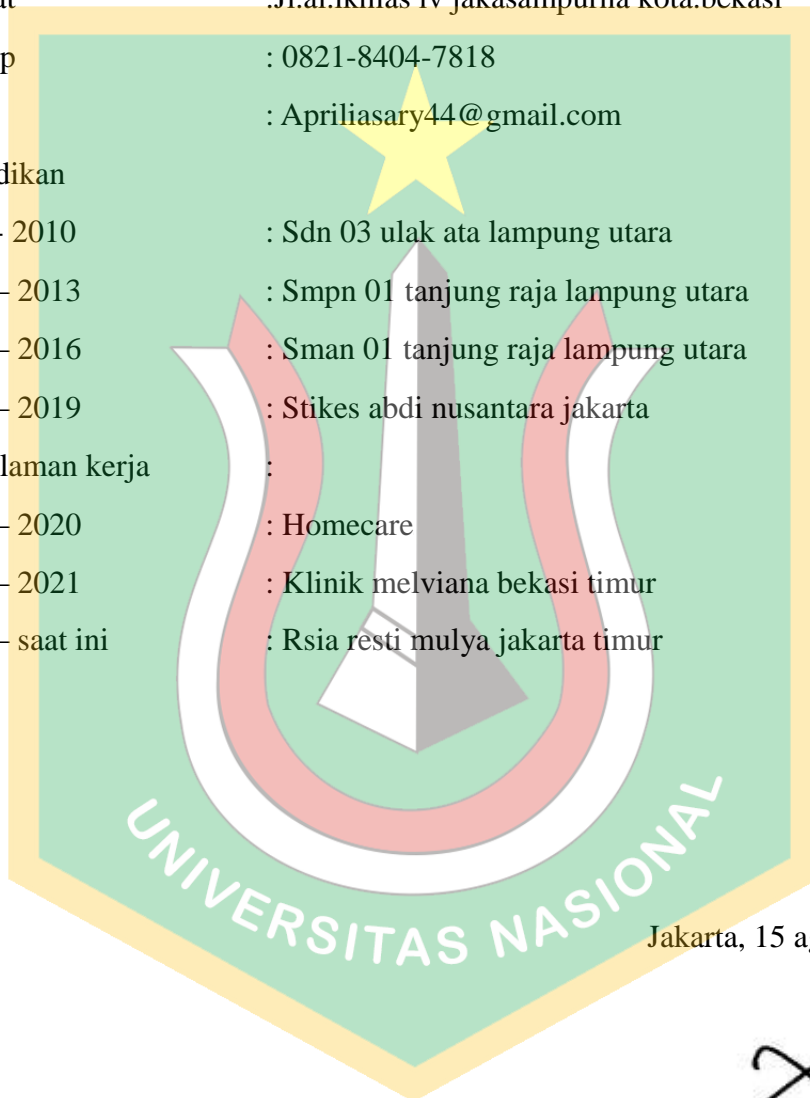 at :Jl.al.ikhlas iv jakasampurna kota.bekasi
p : 0821-8404-7818
: Apriliasary44@gmail.com
dikan
- 2010 : Sdn 03 ulak ata lampung utara
– 2013 : Smpn 01 tanjung raja lampung utara
– 2016 : Sman 01 tanjung raja lampung utara
– 2019 : Stikes abdi nusantara jakarta
laman kerja :
– 2020 : Homecare
– 2021 : Klinik melviana bekasi timur
– saat ini : Rsia resti mulya jakarta timur
UNIVERSITAS NASIONAL
Jakarta, 15 a